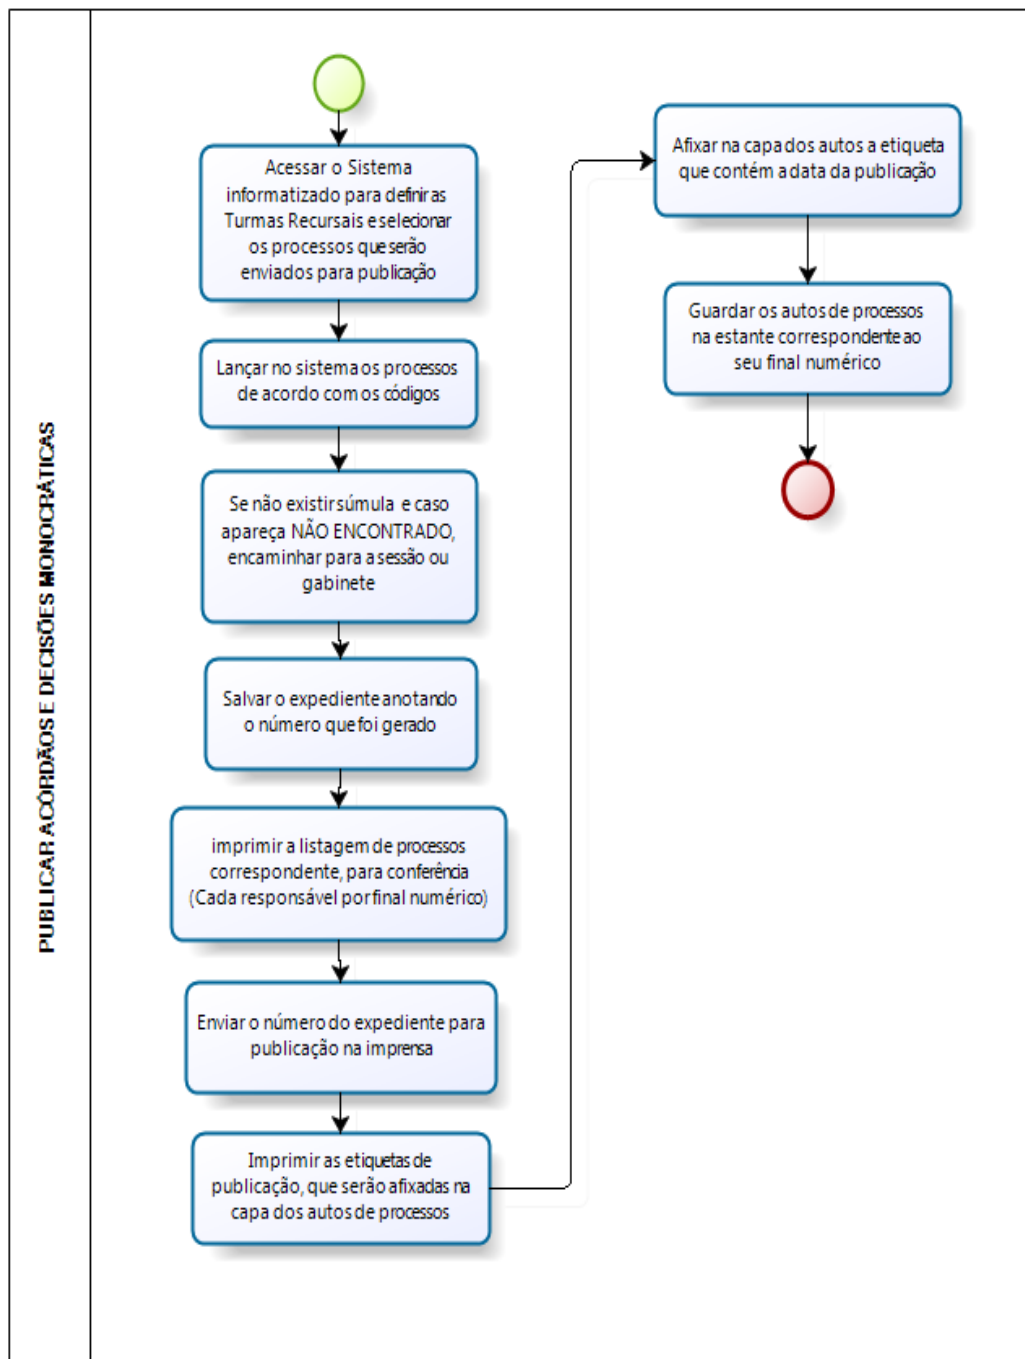 PUBLICAR ACÓRDÃOS E DECISÕES MONOCRÁTICAS
Acessar o Sistema
informatizado para definir as
Turmas Recursais e selecionar
os processos que serão
enviados para publicação
Lançar no sistema os processos
de acordo com os códigos
Se não existir súmula e caso
apareça NÃO ENCONTRADO,
encaminhar para a sessão ou
gabinete
Salvar o expediente anotando
o número que foi gerado
imprimir a listagem de processos
correspondente, para conferência
(Cada responsável por final numérico)
Enviar o número do expediente para
publicação na imprensa
Imprimir as etiquetas de
publicação, que serão afixadas na
capa dos autos de processos
Afixar na capa dos autos a etiqueta
que contém a data da publicação
Guardar os autos de processos
na estante correspondente ao
seu final numérico